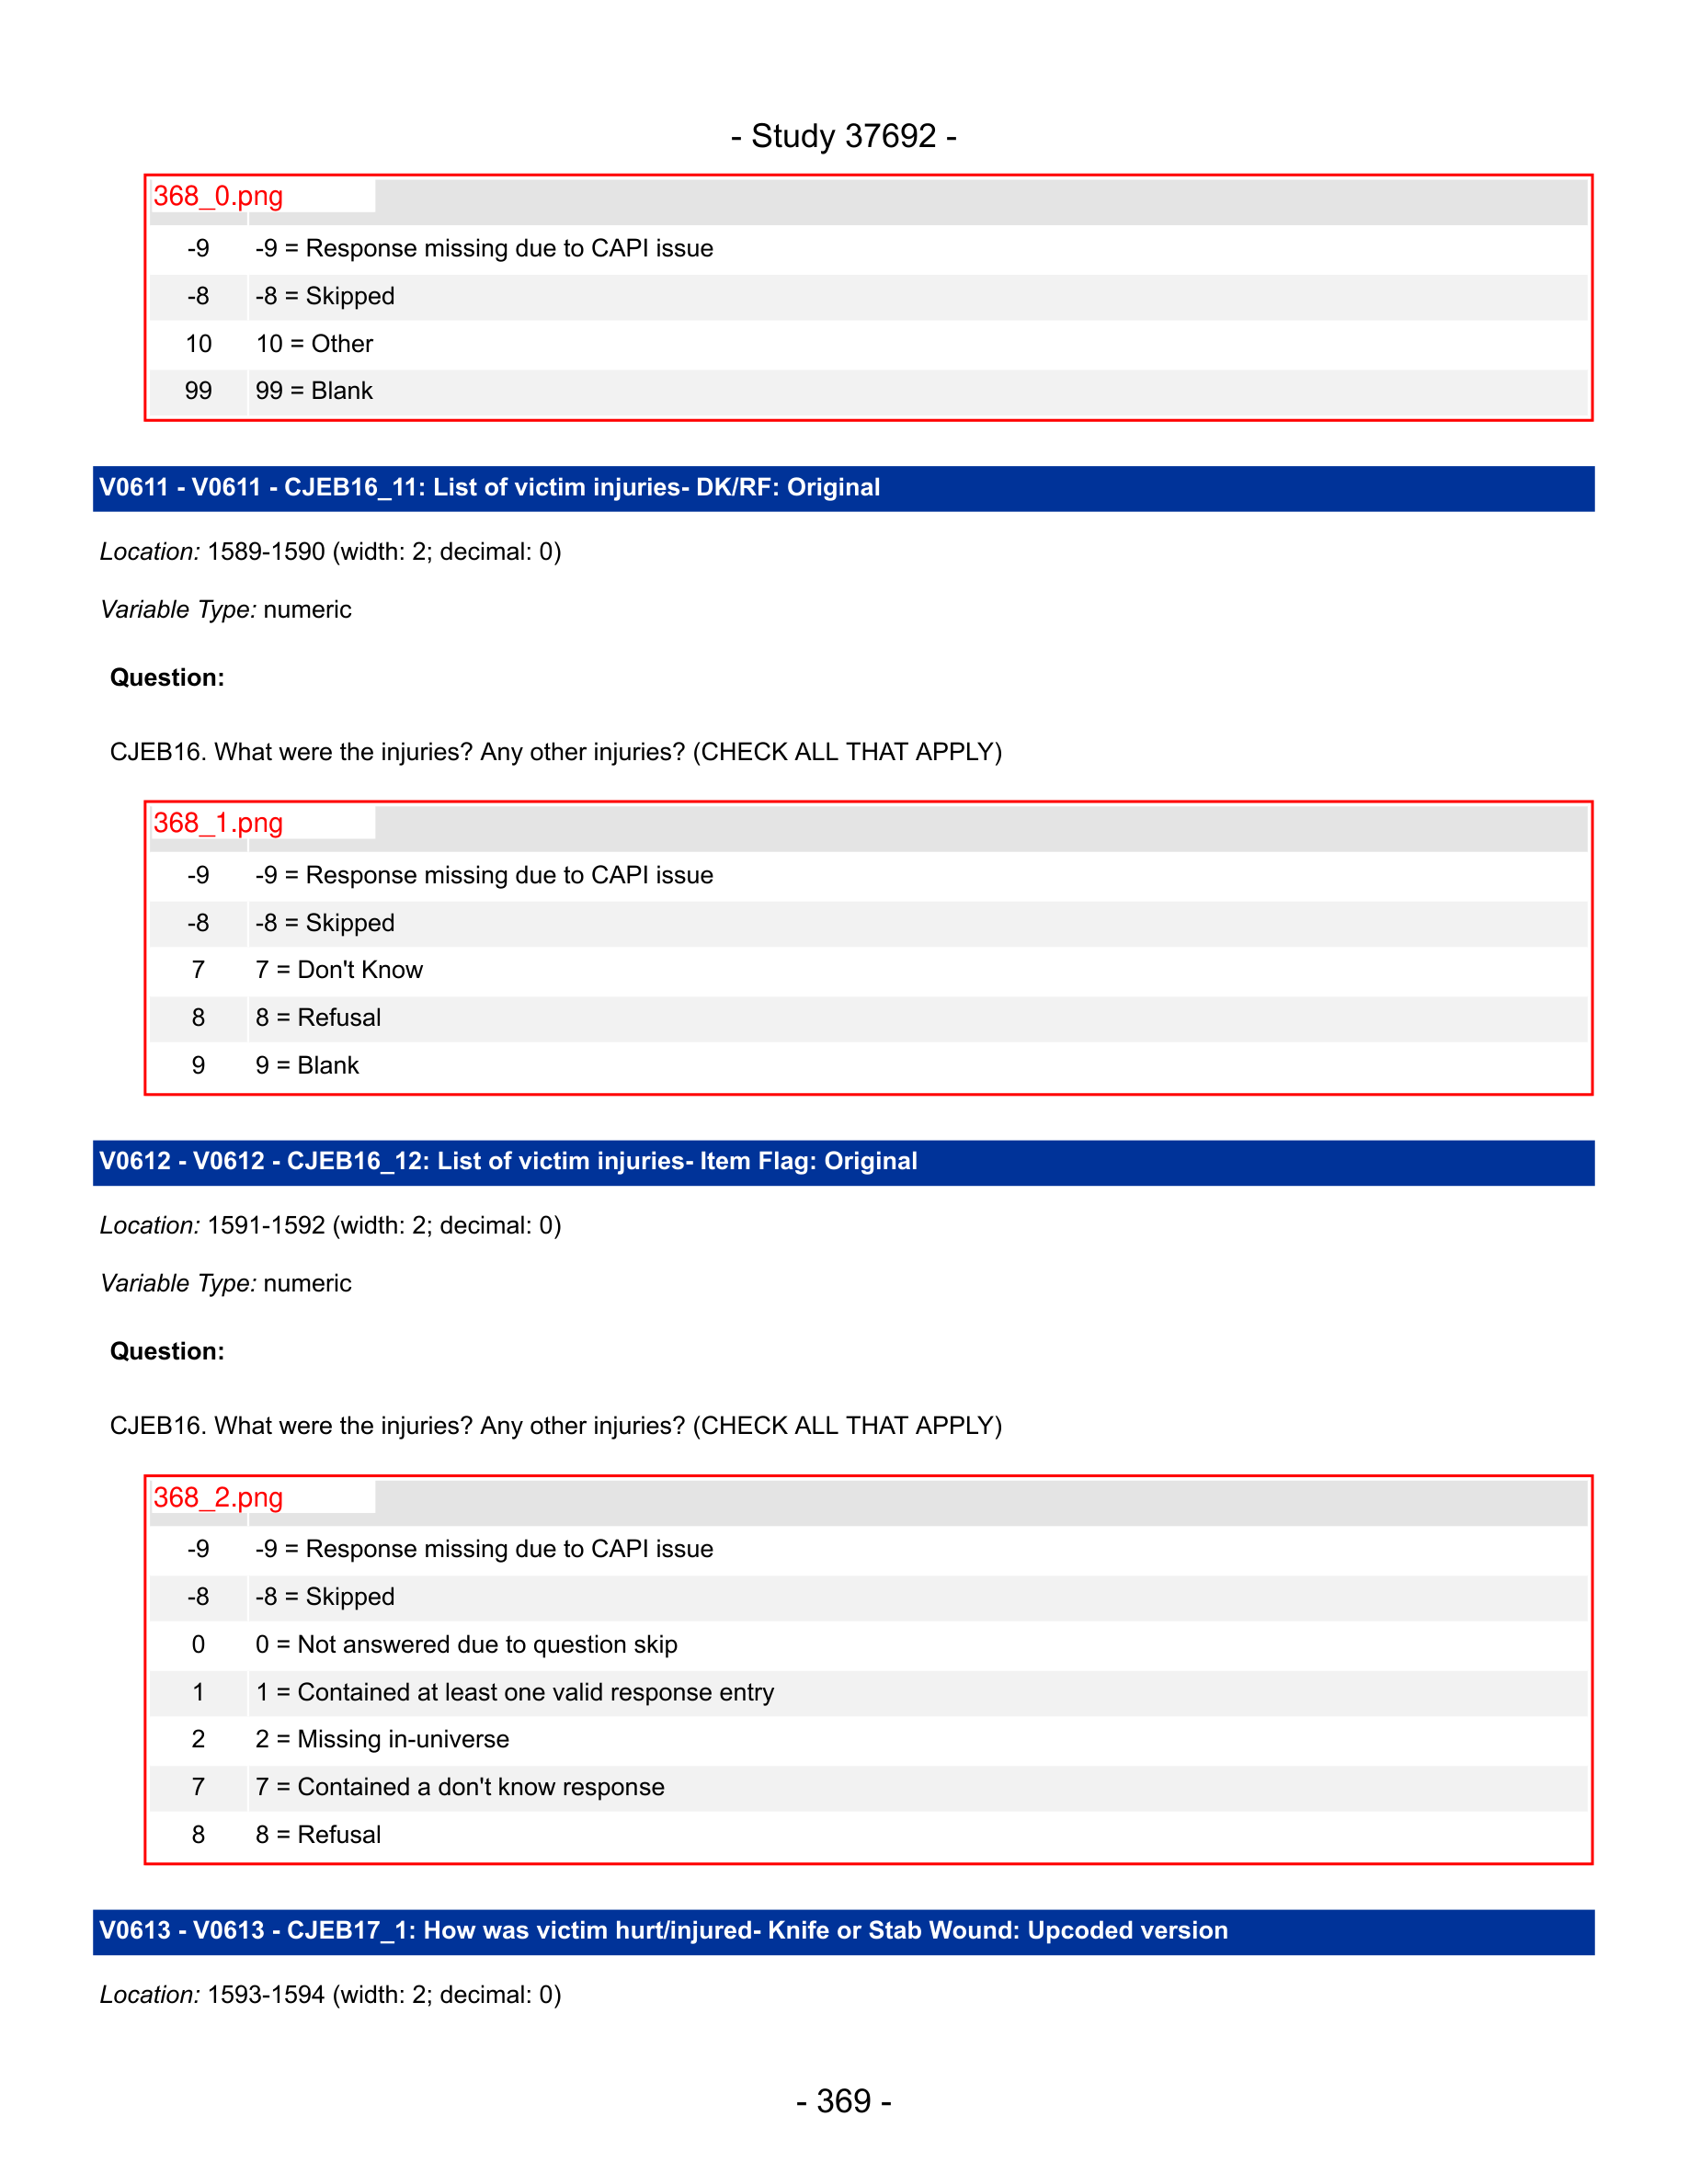 - Study 37692 -
368_0.png
-9 -9 = Response missing due to CAPI issue
-8 -8 = Skipped
10 10 = Other
99 99 = Blank
V0611 - V0611 - CJEB16_11: List of victim injuries- DK/RF: Original
Location: 1589-1590 (width: 2; decimal: 0)
Variable Type: numeric
Question:
CJEB16. What were the injuries? Any other injuries? (CHECK ALL THAT APPLY)
368_1.png
-9 -9 = Response missing due to CAPI issue
-8 -8 = Skipped
7 7 = Don't Know
8 8 = Refusal
9 9 = Blank
V0612 - V0612 - CJEB16_12: List of victim injuries- Item Flag: Original
Location: 1591-1592 (width: 2; decimal: 0)
Variable Type: numeric
Question:
CJEB16. What were the injuries? Any other injuries? (CHECK ALL THAT APPLY)
368_2.png
-9 -9 = Response missing due to CAPI issue
-8 -8 = Skipped
0 0 = Not answered due to question skip
1 1 = Contained at least one valid response entry
2 2 = Missing in-universe
7 7 = Contained a don't know response
8 8 = Refusal
V0613 - V0613 - CJEB17_1: How was victim hurt/injured- Knife or Stab Wound: Upcoded version
Location: 1593-1594 (width: 2; decimal: 0)
- 369 -